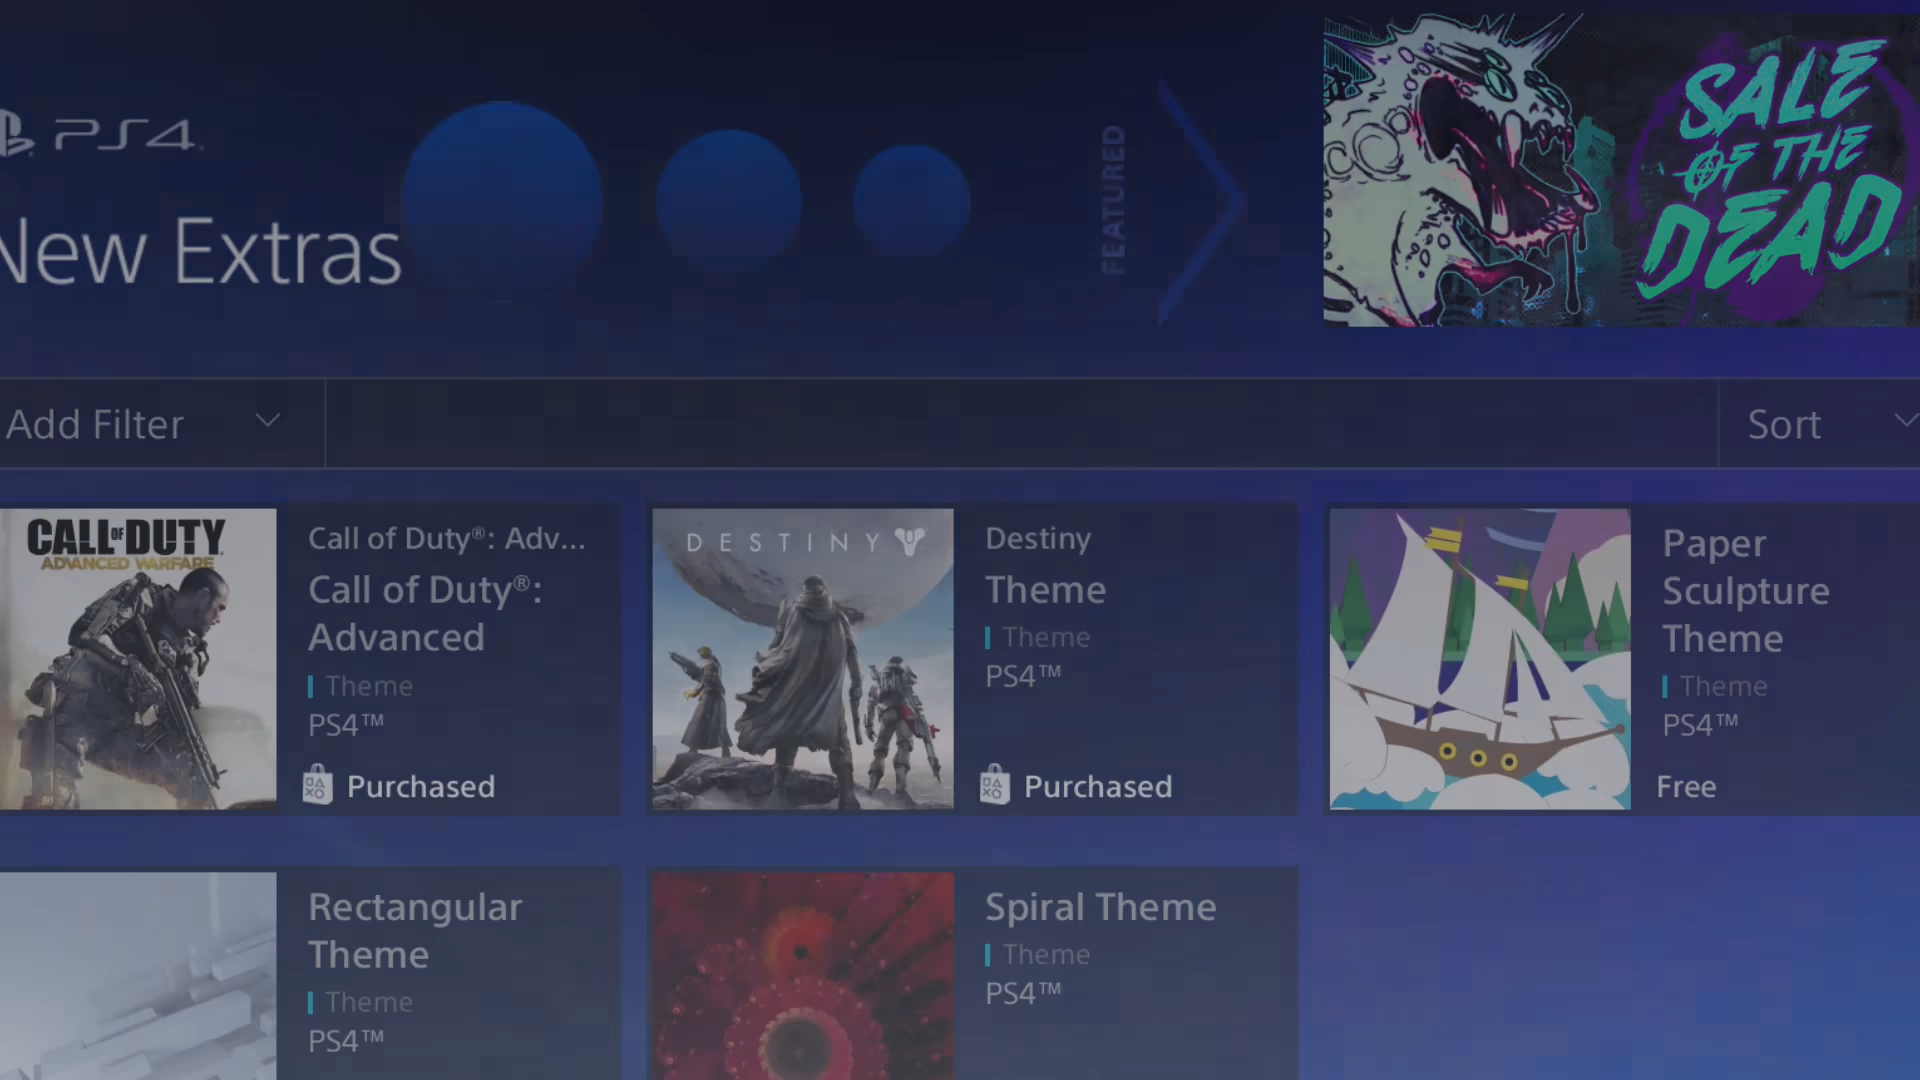 PS4
New Extras
FEATURED
SALE
OF THE
DEAD
Add Filter
Sort
CALL OF DUTY
ADVANCED WARFARE
Call of Duty®: Adv...
Call of Duty®:
Advanced
Theme
PS4™
Purchased
DESTINY
Destiny
Theme
Theme
PS4™
Purchased
Paper
Sculpture
Theme
Theme
PS4™
Free
Rectangular
Theme
Theme
PS4™
Spiral Theme
Theme
PS4™